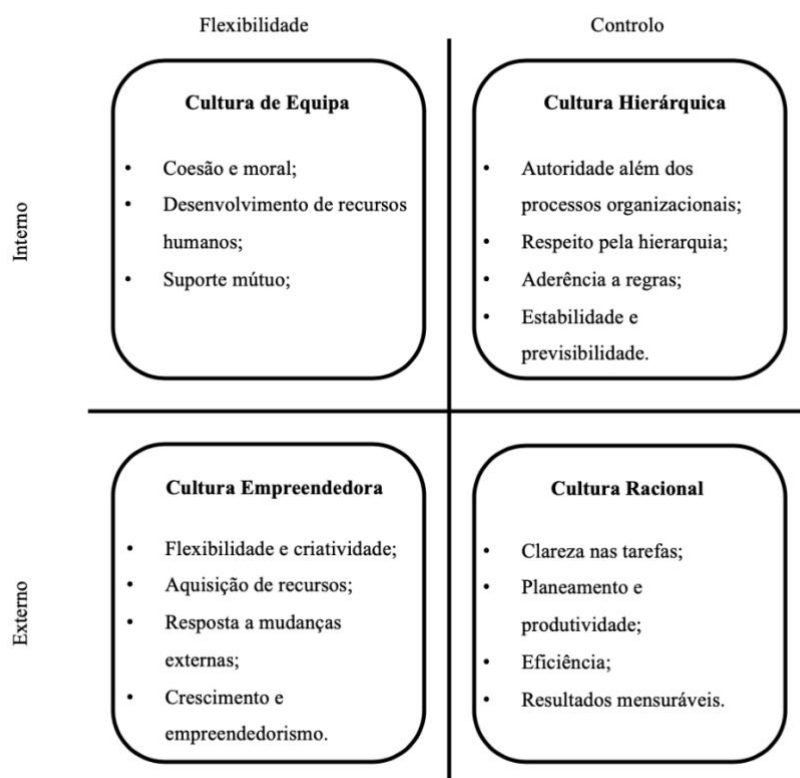 Flexibilidade
Controlo
Interno
Cultura de Equipa
• Coesão e moral;
• Desenvolvimento de recursos
humanos;
• Suporte mútuo;
Cultura Hierárquica
• Autoridade além dos
processos organizacionais;
• Respeito pela hierarquia;
• Aderência a regras;
• Estabilidade e
previsibilidade.
Externo
Cultura Empreendedora
• Flexibilidade e criatividade;
• Aquisição de recursos;
• Resposta a mudanças
externas;
• Crescimento e
empreendedorismo.
Cultura Racional
• Clareza nas tarefas;
• Planeamento e
produtividade;
• Eficiência;
• Resultados mensuráveis.